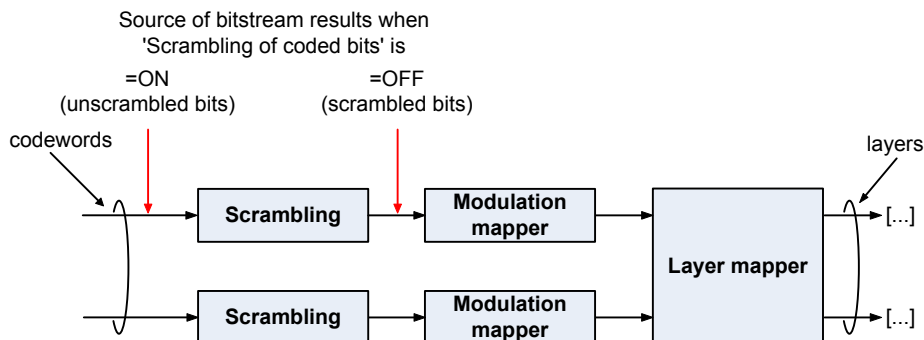 Source of bitstream results when
'Scrambling of coded bits' is
=ON
(unscrambled bits)
=OFF
(scrambled bits)
codewords
layers
Scrambling
Modulation
mapper
Layer mapper
[...]
Scrambling
Modulation
mapper
[...]